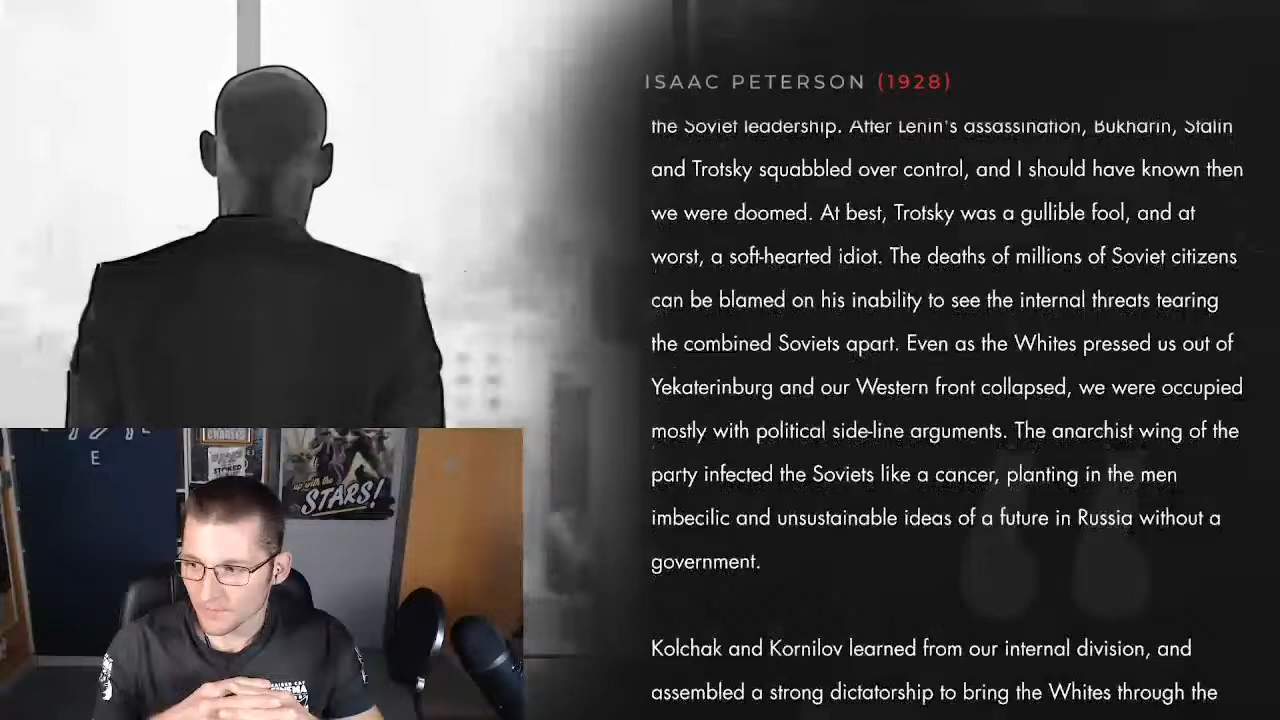 ISAAC PETERSON (1928)
the Soviet leadership. After Lenin's assassination, Bukharin, Stalin
and Trotsky squabbled over control, and I should have known then
we were doomed. At best, Trotsky was a gullible fool, and at
worst, a soft-hearted idiot. The deaths of millions of Soviet citizens
can be blamed on his inability to see the internal threats tearing
the combined Soviets apart. Even as the Whites pressed us out of
Yekaterinburg and our Western front collapsed, we were occupied
mostly with political side-line arguments. The anarchist wing of the
party infected the Soviets like a cancer, planting in the men
imbecilic and unsustainable ideas of a future in Russia without a
government.
Kolchak and Kornilov learned from our internal division, and
assembled a strong dictatorship to bring the Whites through the
E
CHARLES
STORED
up with the
STARS!